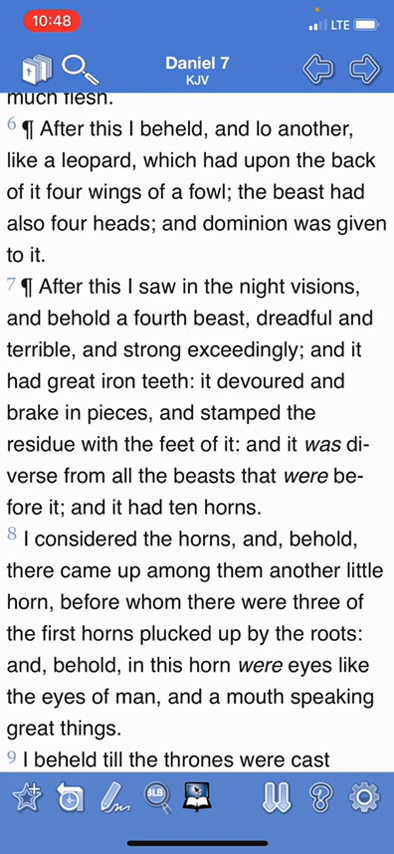 10:48
LTE
Daniel 7
KJV
much flesh.
6 ¶ After this I beheld, and lo another,
like a leopard, which had upon the back
of it four wings of a fowl; the beast had
also four heads; and dominion was given
to it.
7 ¶ After this I saw in the night visions,
and behold a fourth beast, dreadful and
terrible, and strong exceedingly; and it
had great iron teeth: it devoured and
brake in pieces, and stamped the
residue with the feet of it: and it was di-
verse from all the beasts that were be-
fore it; and it had ten horns.
8 I considered the horns, and, behold,
there came up among them another little
horn, before whom there were three of
the first horns plucked up by the roots:
and, behold, in this horn were eyes like
the eyes of man, and a mouth speaking
great things.
9 I beheld till the thrones were cast
BLB